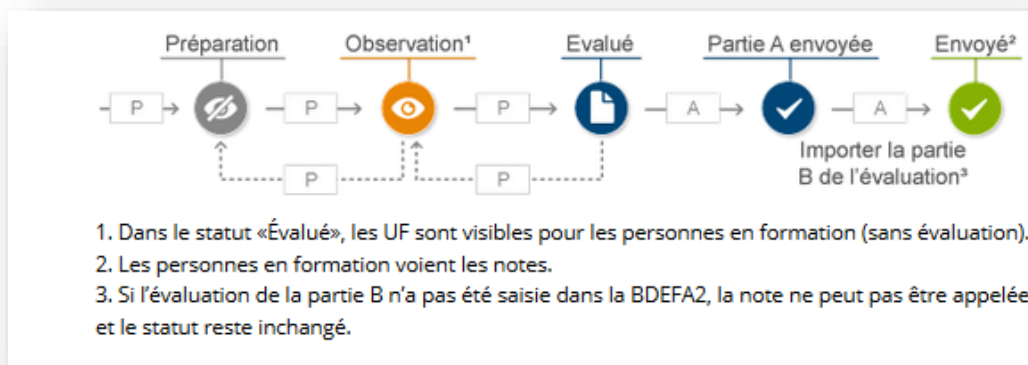 Préparation Observation¹ Evalué Partie A envoyée Envoyé²
P P P A A
Importer la partie
B de l'évaluation³
P P
1. Dans le statut «Évalué», les UF sont visibles pour les personnes en formation (sans évaluation).
2. Les personnes en formation voient les notes.
3. Si l'évaluation de la partie B n'a pas été saisie dans la BDEFA2, la note ne peut pas être appelée
et le statut reste inchangé.